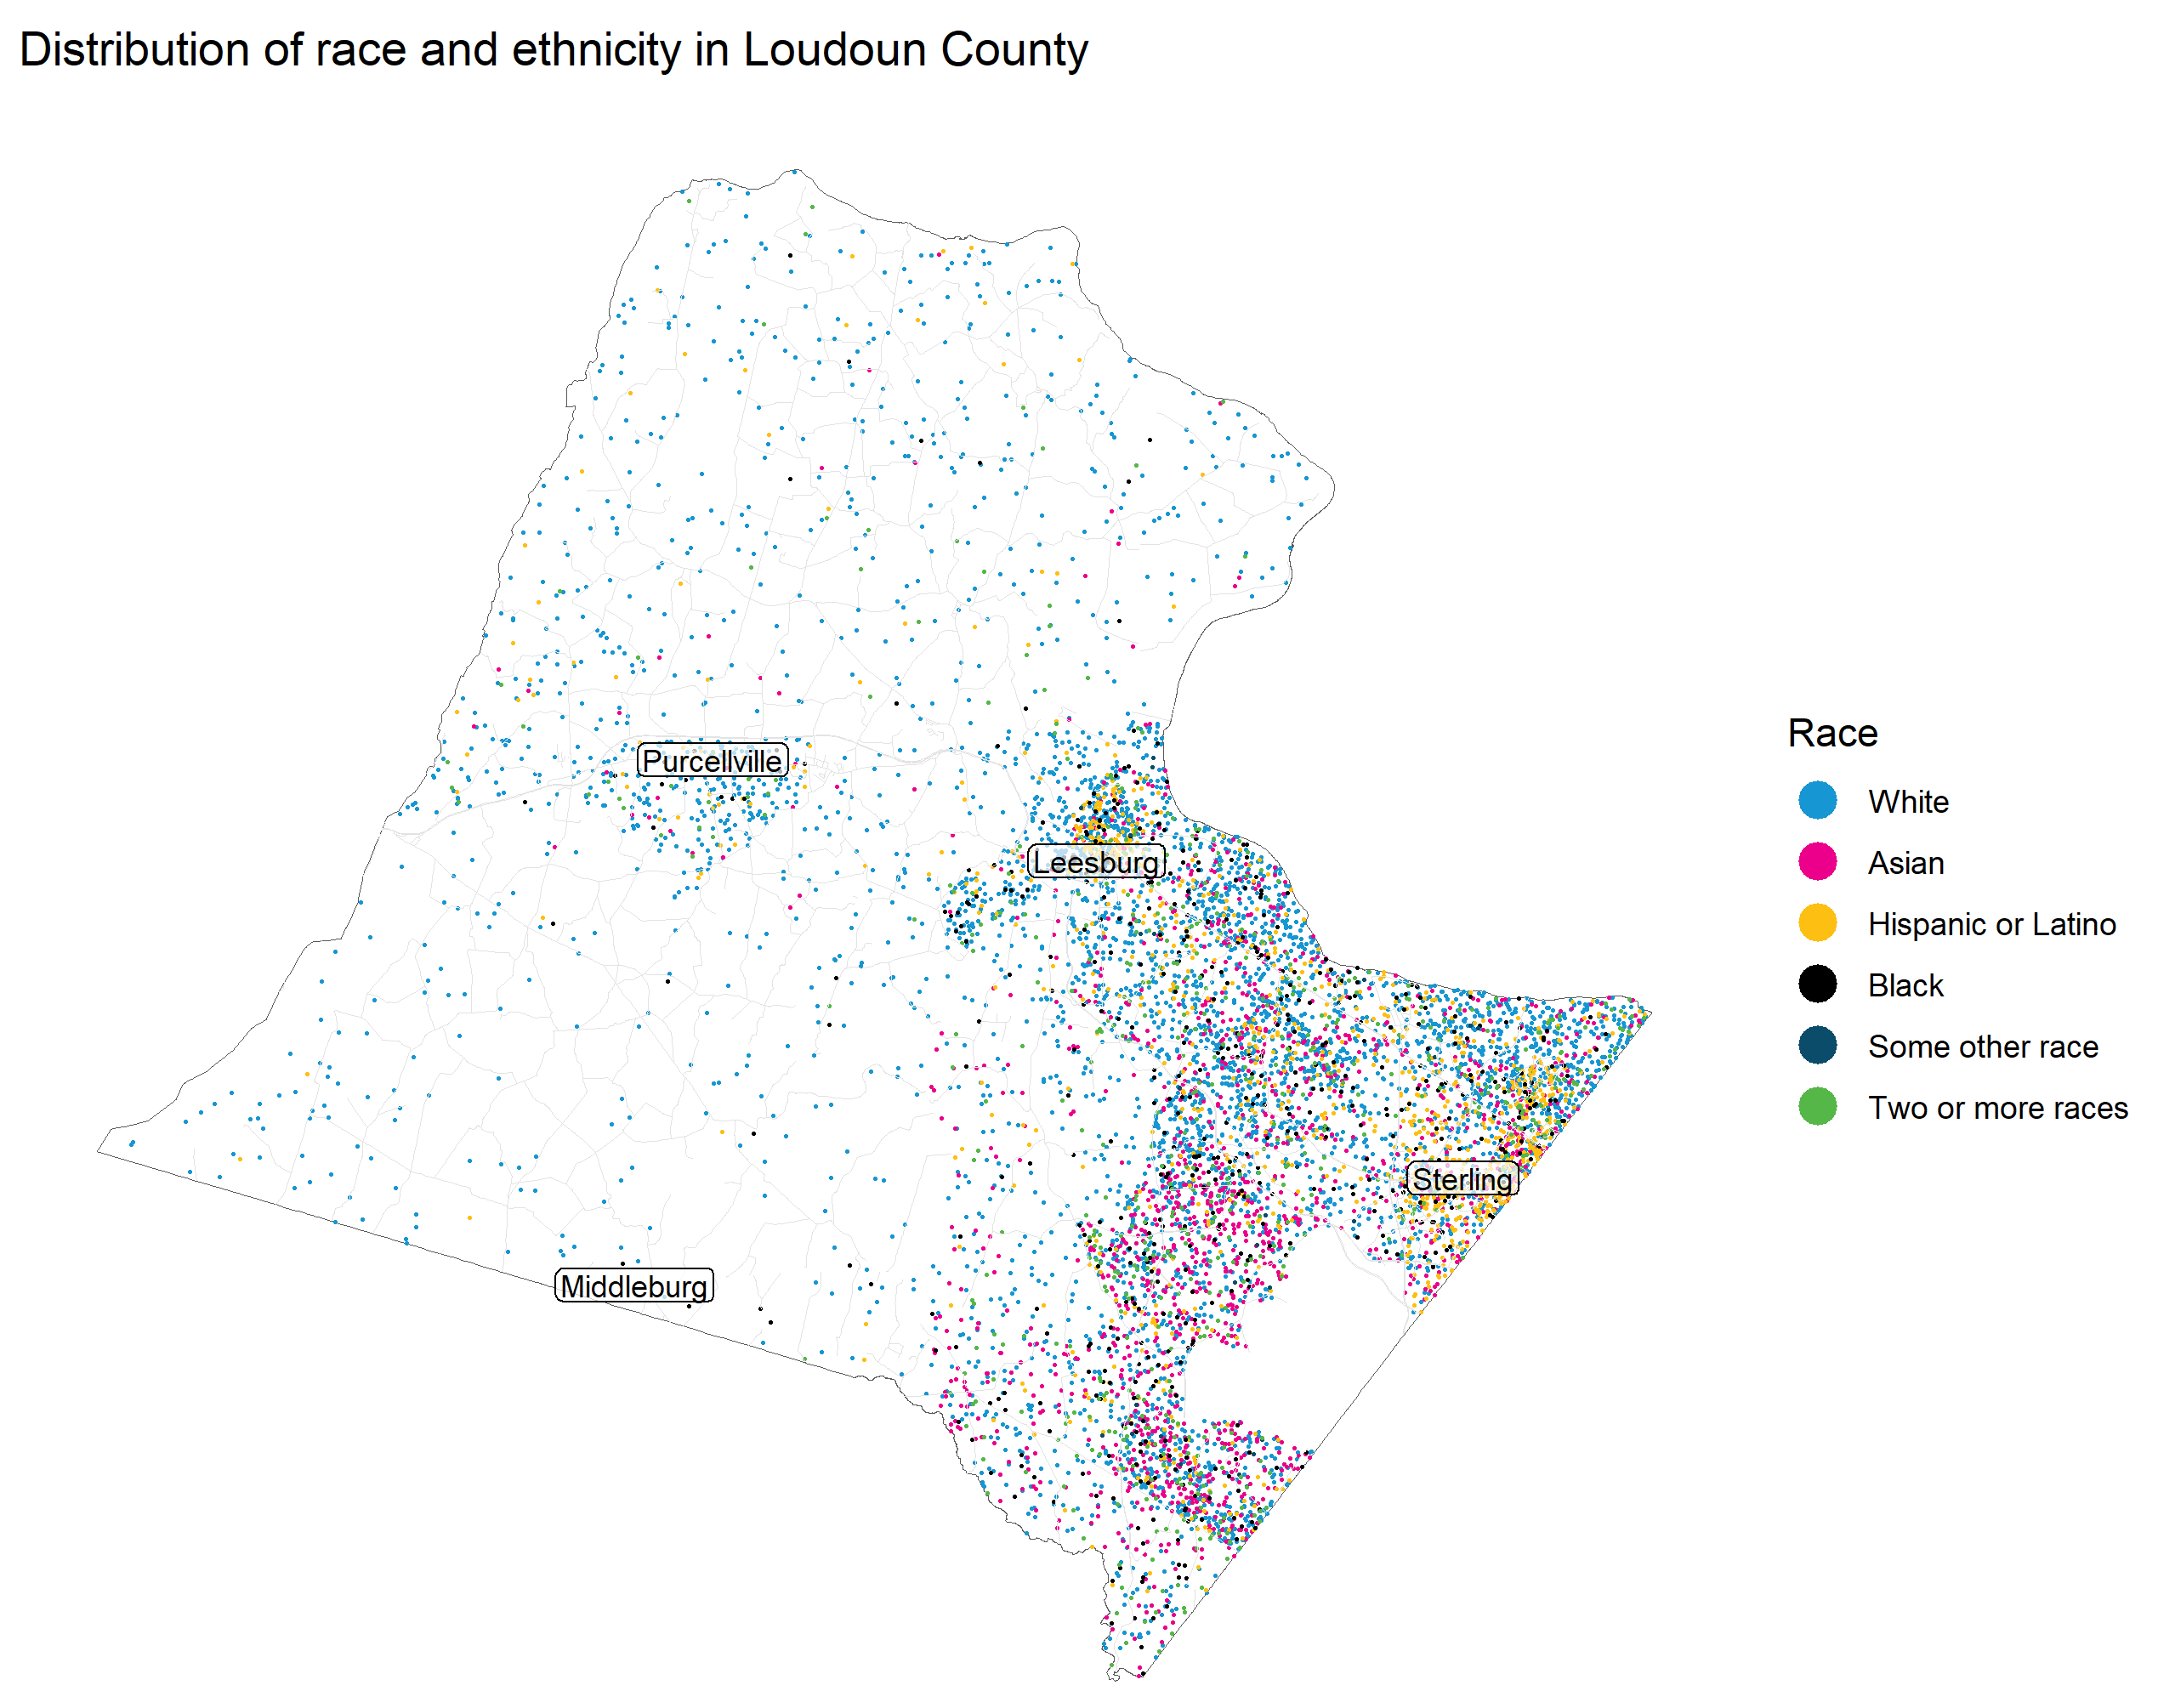 Distribution of race and ethnicity in Loudoun County
Purcellville
Leesburg
Sterling
Middleburg
Race
White
Asian
Hispanic or Latino
Black
Some other race
Two or more races